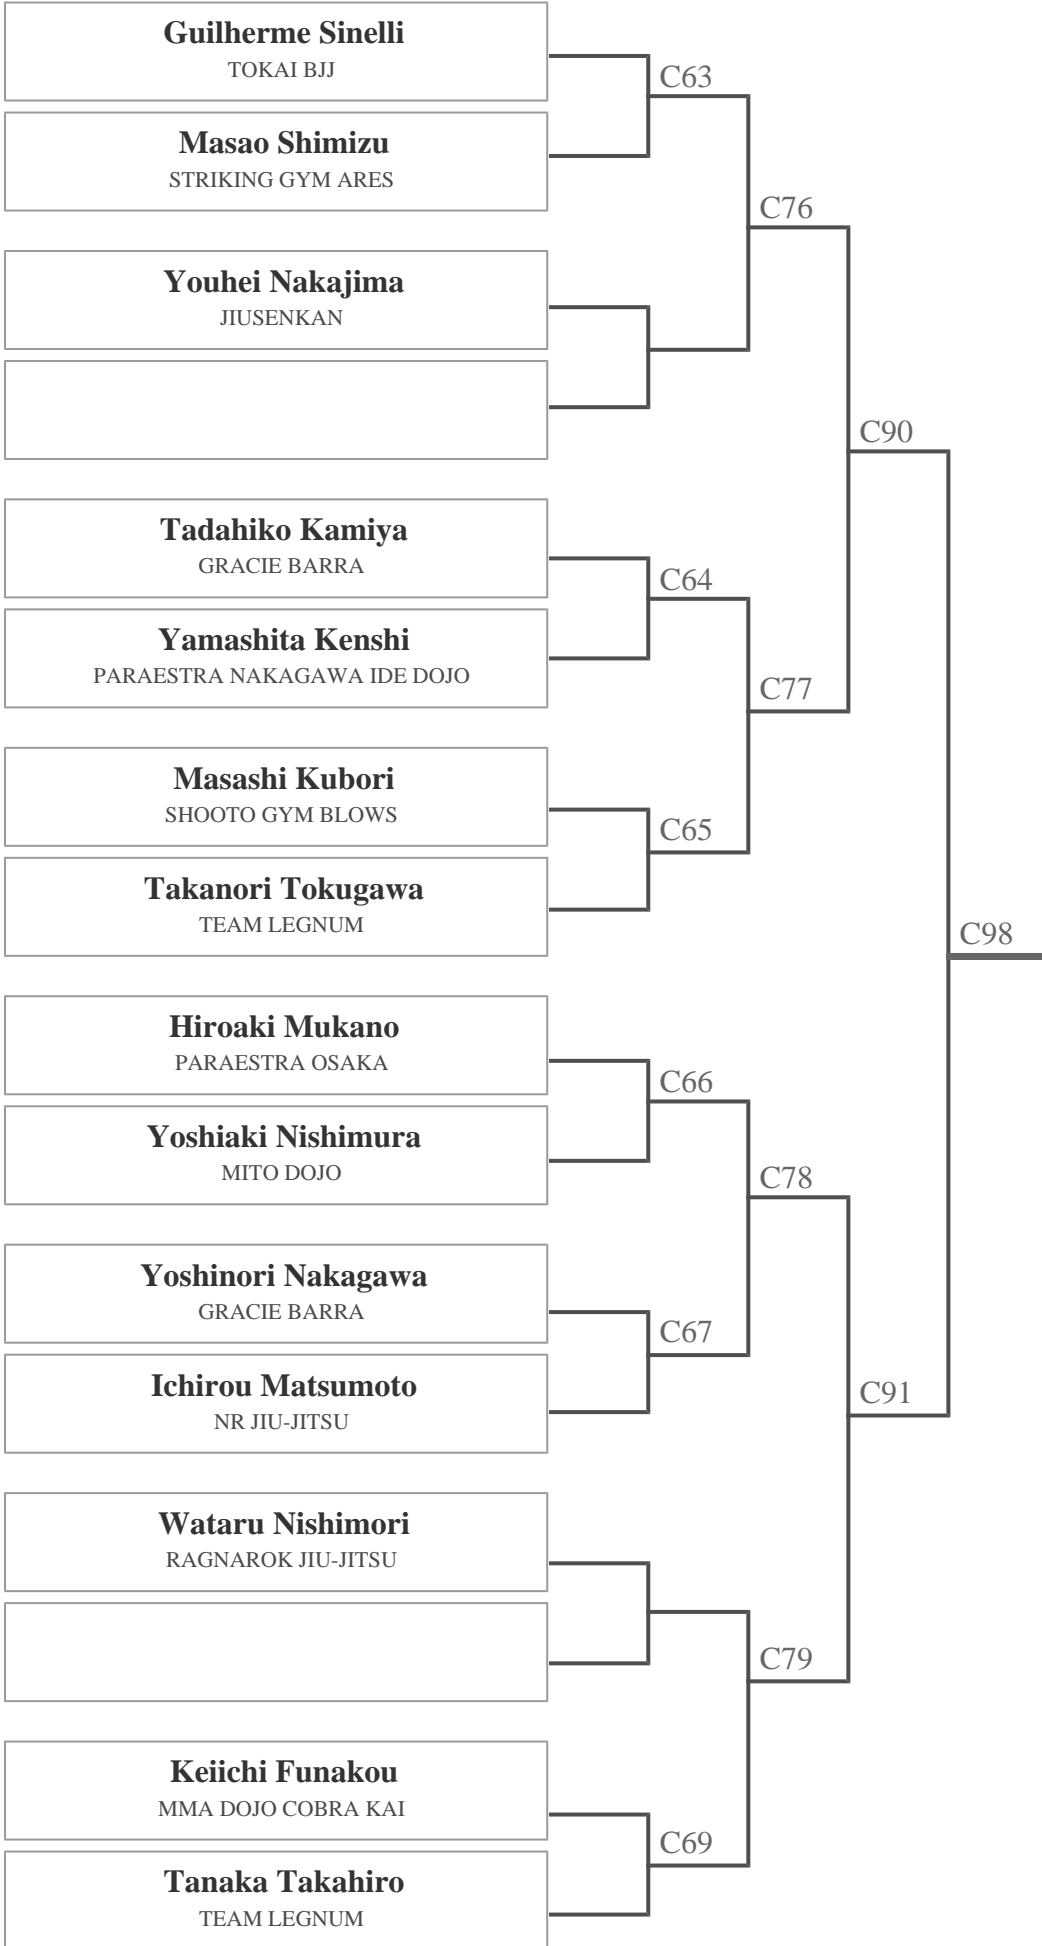 Guilherme Sinelli
TOKAI BJJ
C63
Masao Shimizu
STRIKING GYM ARES
C76
Youhei Nakajima
JIUSENKAN
C90
Tadahiko Kamiya
GRACIE BARRA
C64
Yamashita Kenshi
PARAESTRA NAKAGAWA IDE DOJO
C77
Masashi Kubori
SHOOTO GYM BLOWS
C65
Takanori Tokugawa
TEAM LEGNUM
C98
Hiroaki Mukano
PARAESTRA OSAKA
C66
Yoshiaki Nishimura
MITO DOJO
C78
Yoshinori Nakagawa
GRACIE BARRA
C67
Ichirou Matsumoto
NR JIU-JITSU
C91
Wataru Nishimori
RAGNAROK JIU-JITSU
C79
Keiichi Funakou
MMA DOJO COBRA KAI
C69
Tanaka Takahiro
TEAM LEGNUM